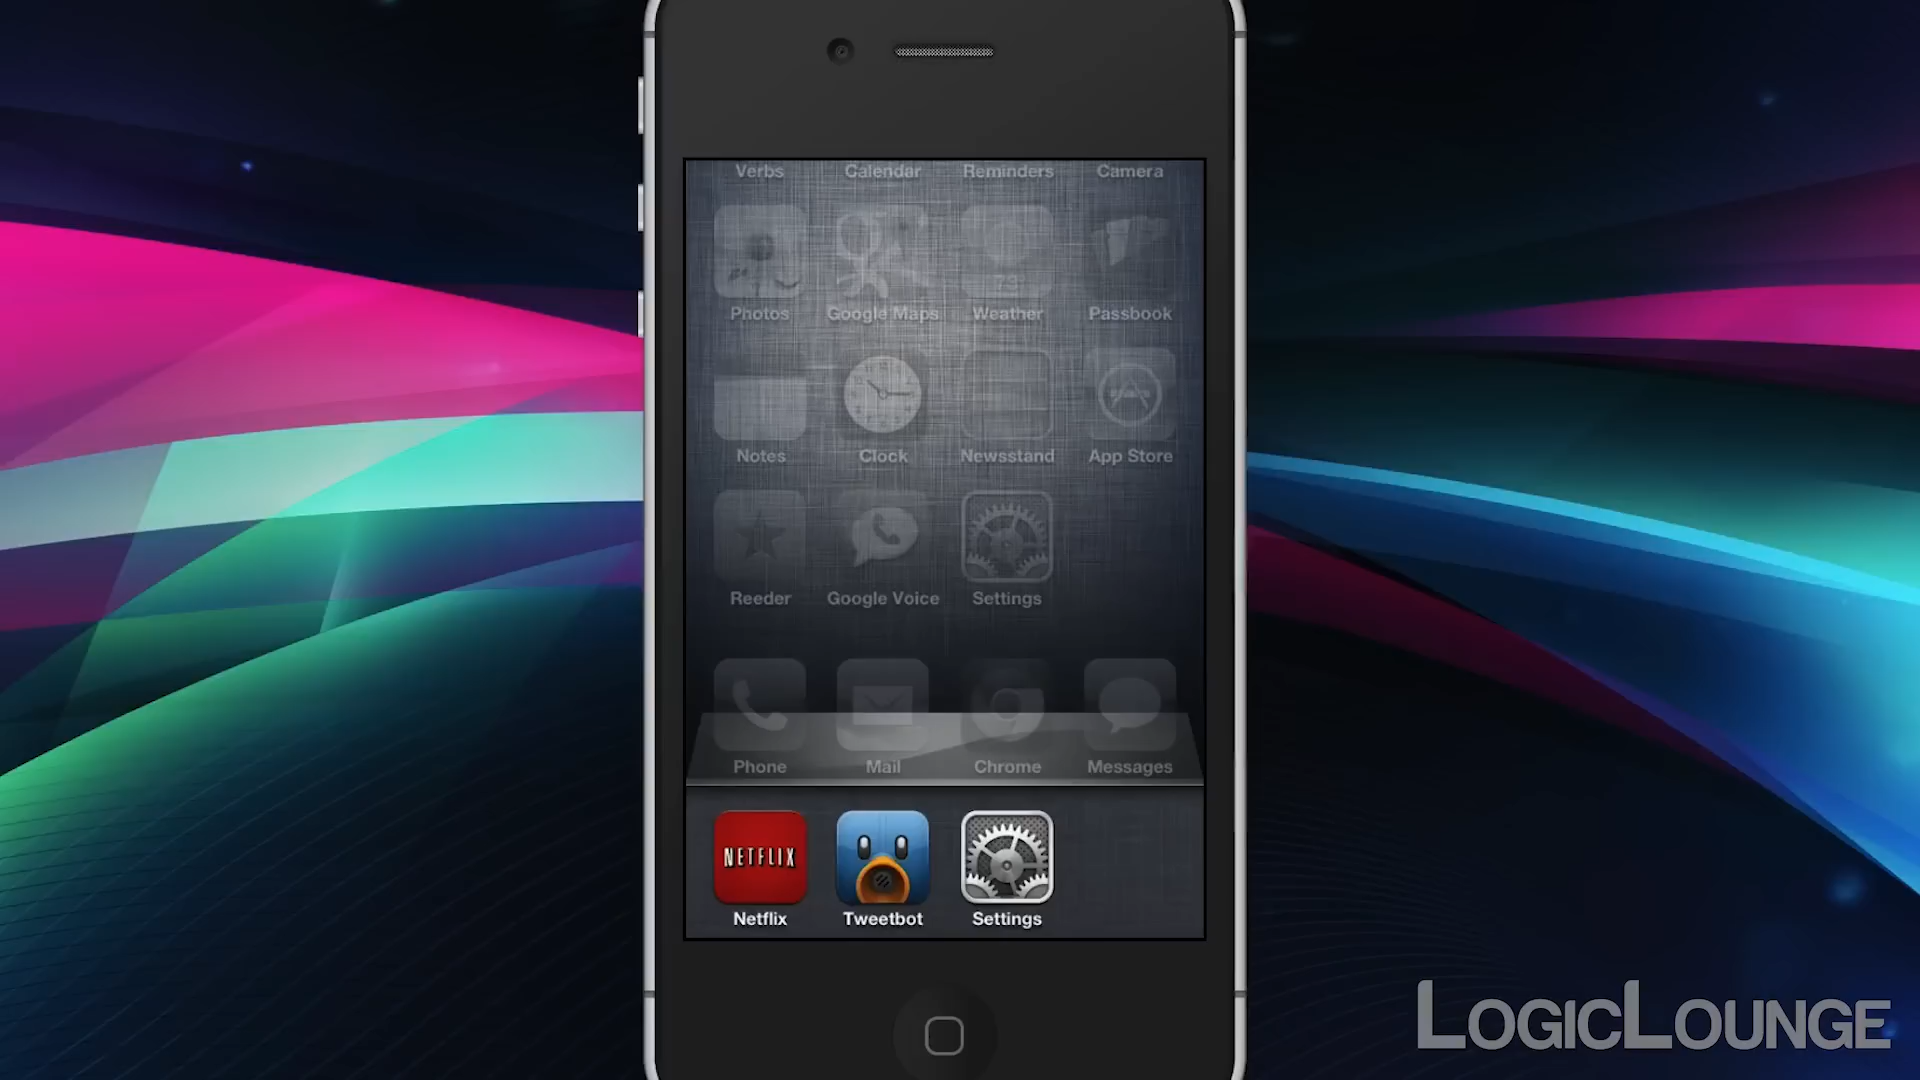 Verbs Calendar Reminders Camera
73°
Photos Google Maps Weather Passbook
Notes Clock Newsstand App Store
Reeder Google Voice Settings
Phone Mail Chrome Messages
NETFLIX
Netflix Tweetbot Settings
LOGICLOUNGE